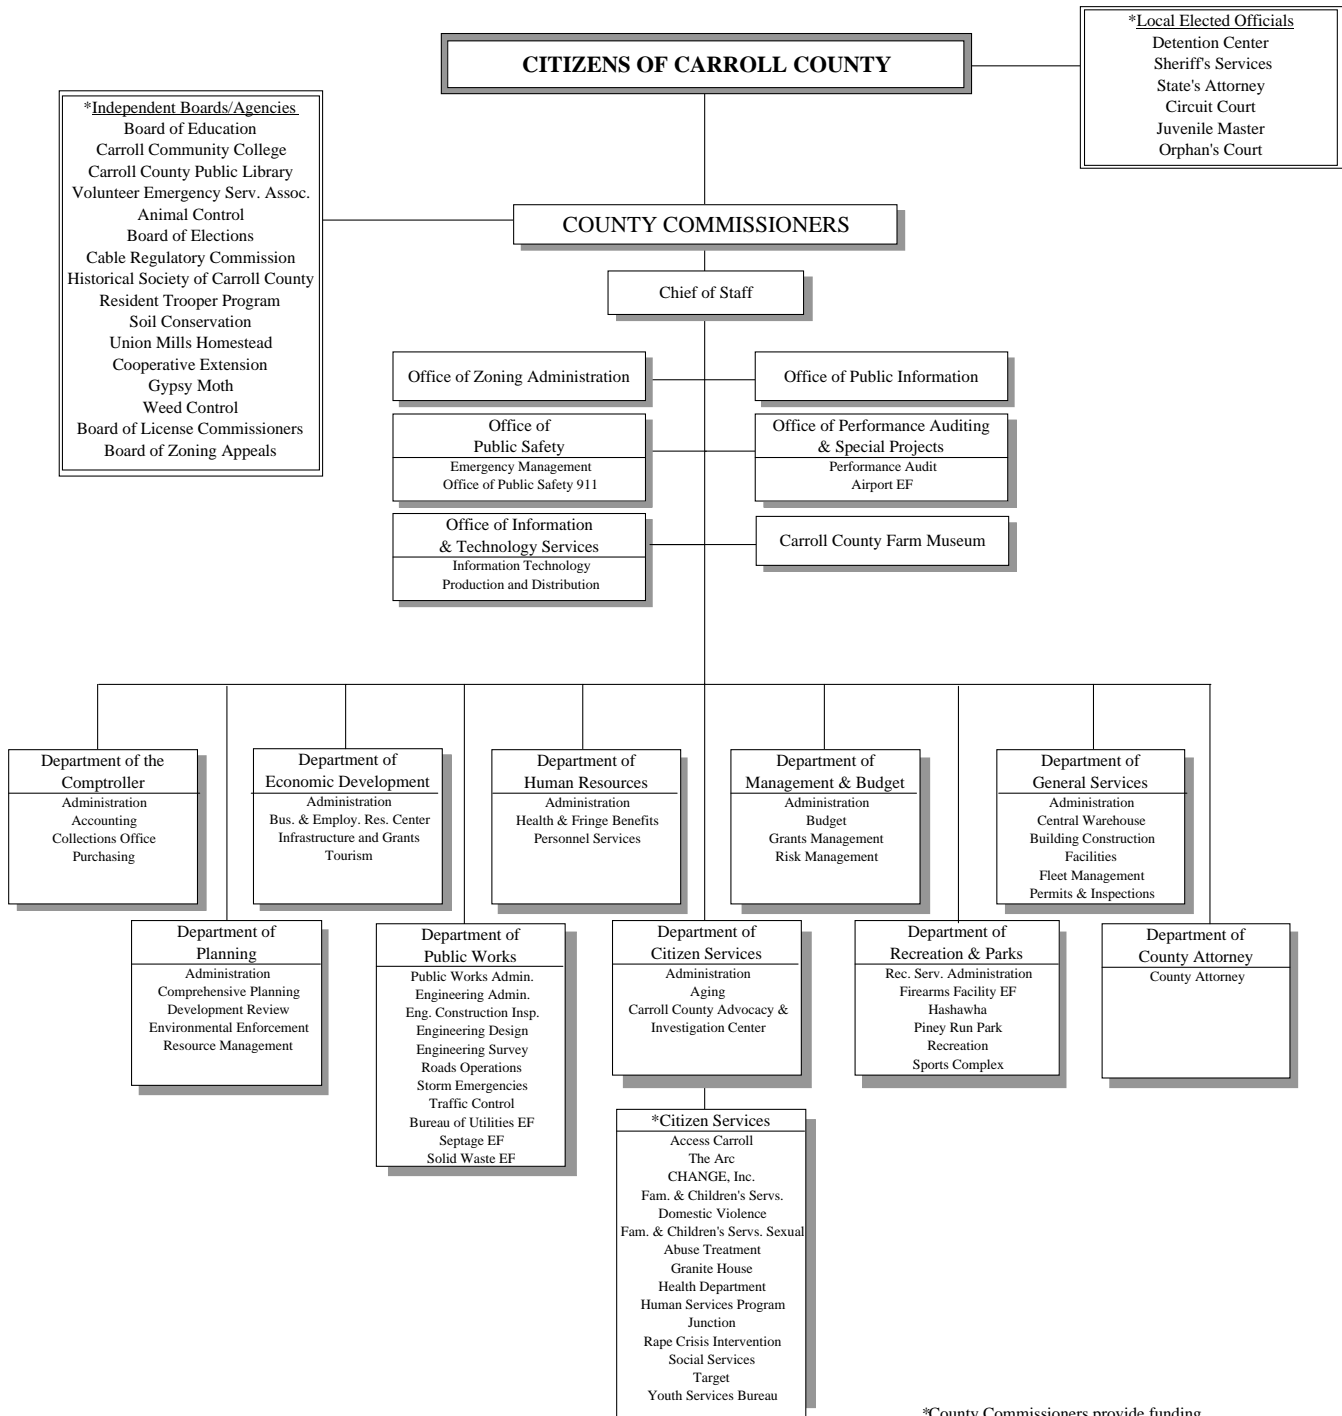 *Local Elected Officials
Detention Center
Sheriff's Services
State's Attorney
Circuit Court
Juvenile Master
Orphan's Court
CITIZENS OF CARROLL COUNTY
*Independent Boards/Agencies
Board of Education
Carroll Community College
Carroll County Public Library
Volunteer Emergency Serv. Assoc.
Animal Control
Board of Elections
Cable Regulatory Commission
Historical Society of Carroll County
Resident Trooper Program
Soil Conservation
Union Mills Homestead
Cooperative Extension
Gypsy Moth
Weed Control
Board of License Commissioners
Board of Zoning Appeals
COUNTY COMMISSIONERS
Chief of Staff
Office of Zoning Administration
Office of Public Information
Office of
Public Safety
Emergency Management
Office of Public Safety 911
Office of Performance Auditing
& Special Projects
Performance Audit
Airport EF
Office of Information
& Technology Services
Information Technology
Production and Distribution
Carroll County Farm Museum
Department of the
Comptroller
Administration
Accounting
Collections Office
Purchasing
Department of
Economic Development
Administration
Bus. & Employ. Res. Center
Infrastructure and Grants
Tourism
Department of
Human Resources
Administration
Health & Fringe Benefits
Personnel Services
Department of
Management & Budget
Administration
Budget
Grants Management
Risk Management
Department of
General Services
Administration
Central Warehouse
Building Construction
Facilities
Fleet Management
Permits & Inspections
Department of
Planning
Administration
Comprehensive Planning
Development Review
Environmental Enforcement
Resource Management
Department of
Public Works
Public Works Admin.
Engineering Admin.
Eng. Construction Insp.
Engineering Design
Engineering Survey
Roads Operations
Storm Emergencies
Traffic Control
Bureau of Utilities EF
Septage EF
Solid Waste EF
Department of
Citizen Services
Administration
Aging
Carroll County Advocacy &
Investigation Center
Department of
Recreation & Parks
Rec. Serv. Administration
Firearms Facility EF
Hashawha
Piney Run Park
Recreation
Sports Complex
Department of
County Attorney
County Attorney
*Citizen Services
Access Carroll
The Arc
CHANGE, Inc.
Fam. & Children's Servs.
Domestic Violence
Fam. & Children's Servs. Sexual
Abuse Treatment
Granite House
Health Department
Human Services Program
Junction
Rape Crisis Intervention
Social Services
Target
Youth Services Bureau
*County Commissioners provide funding